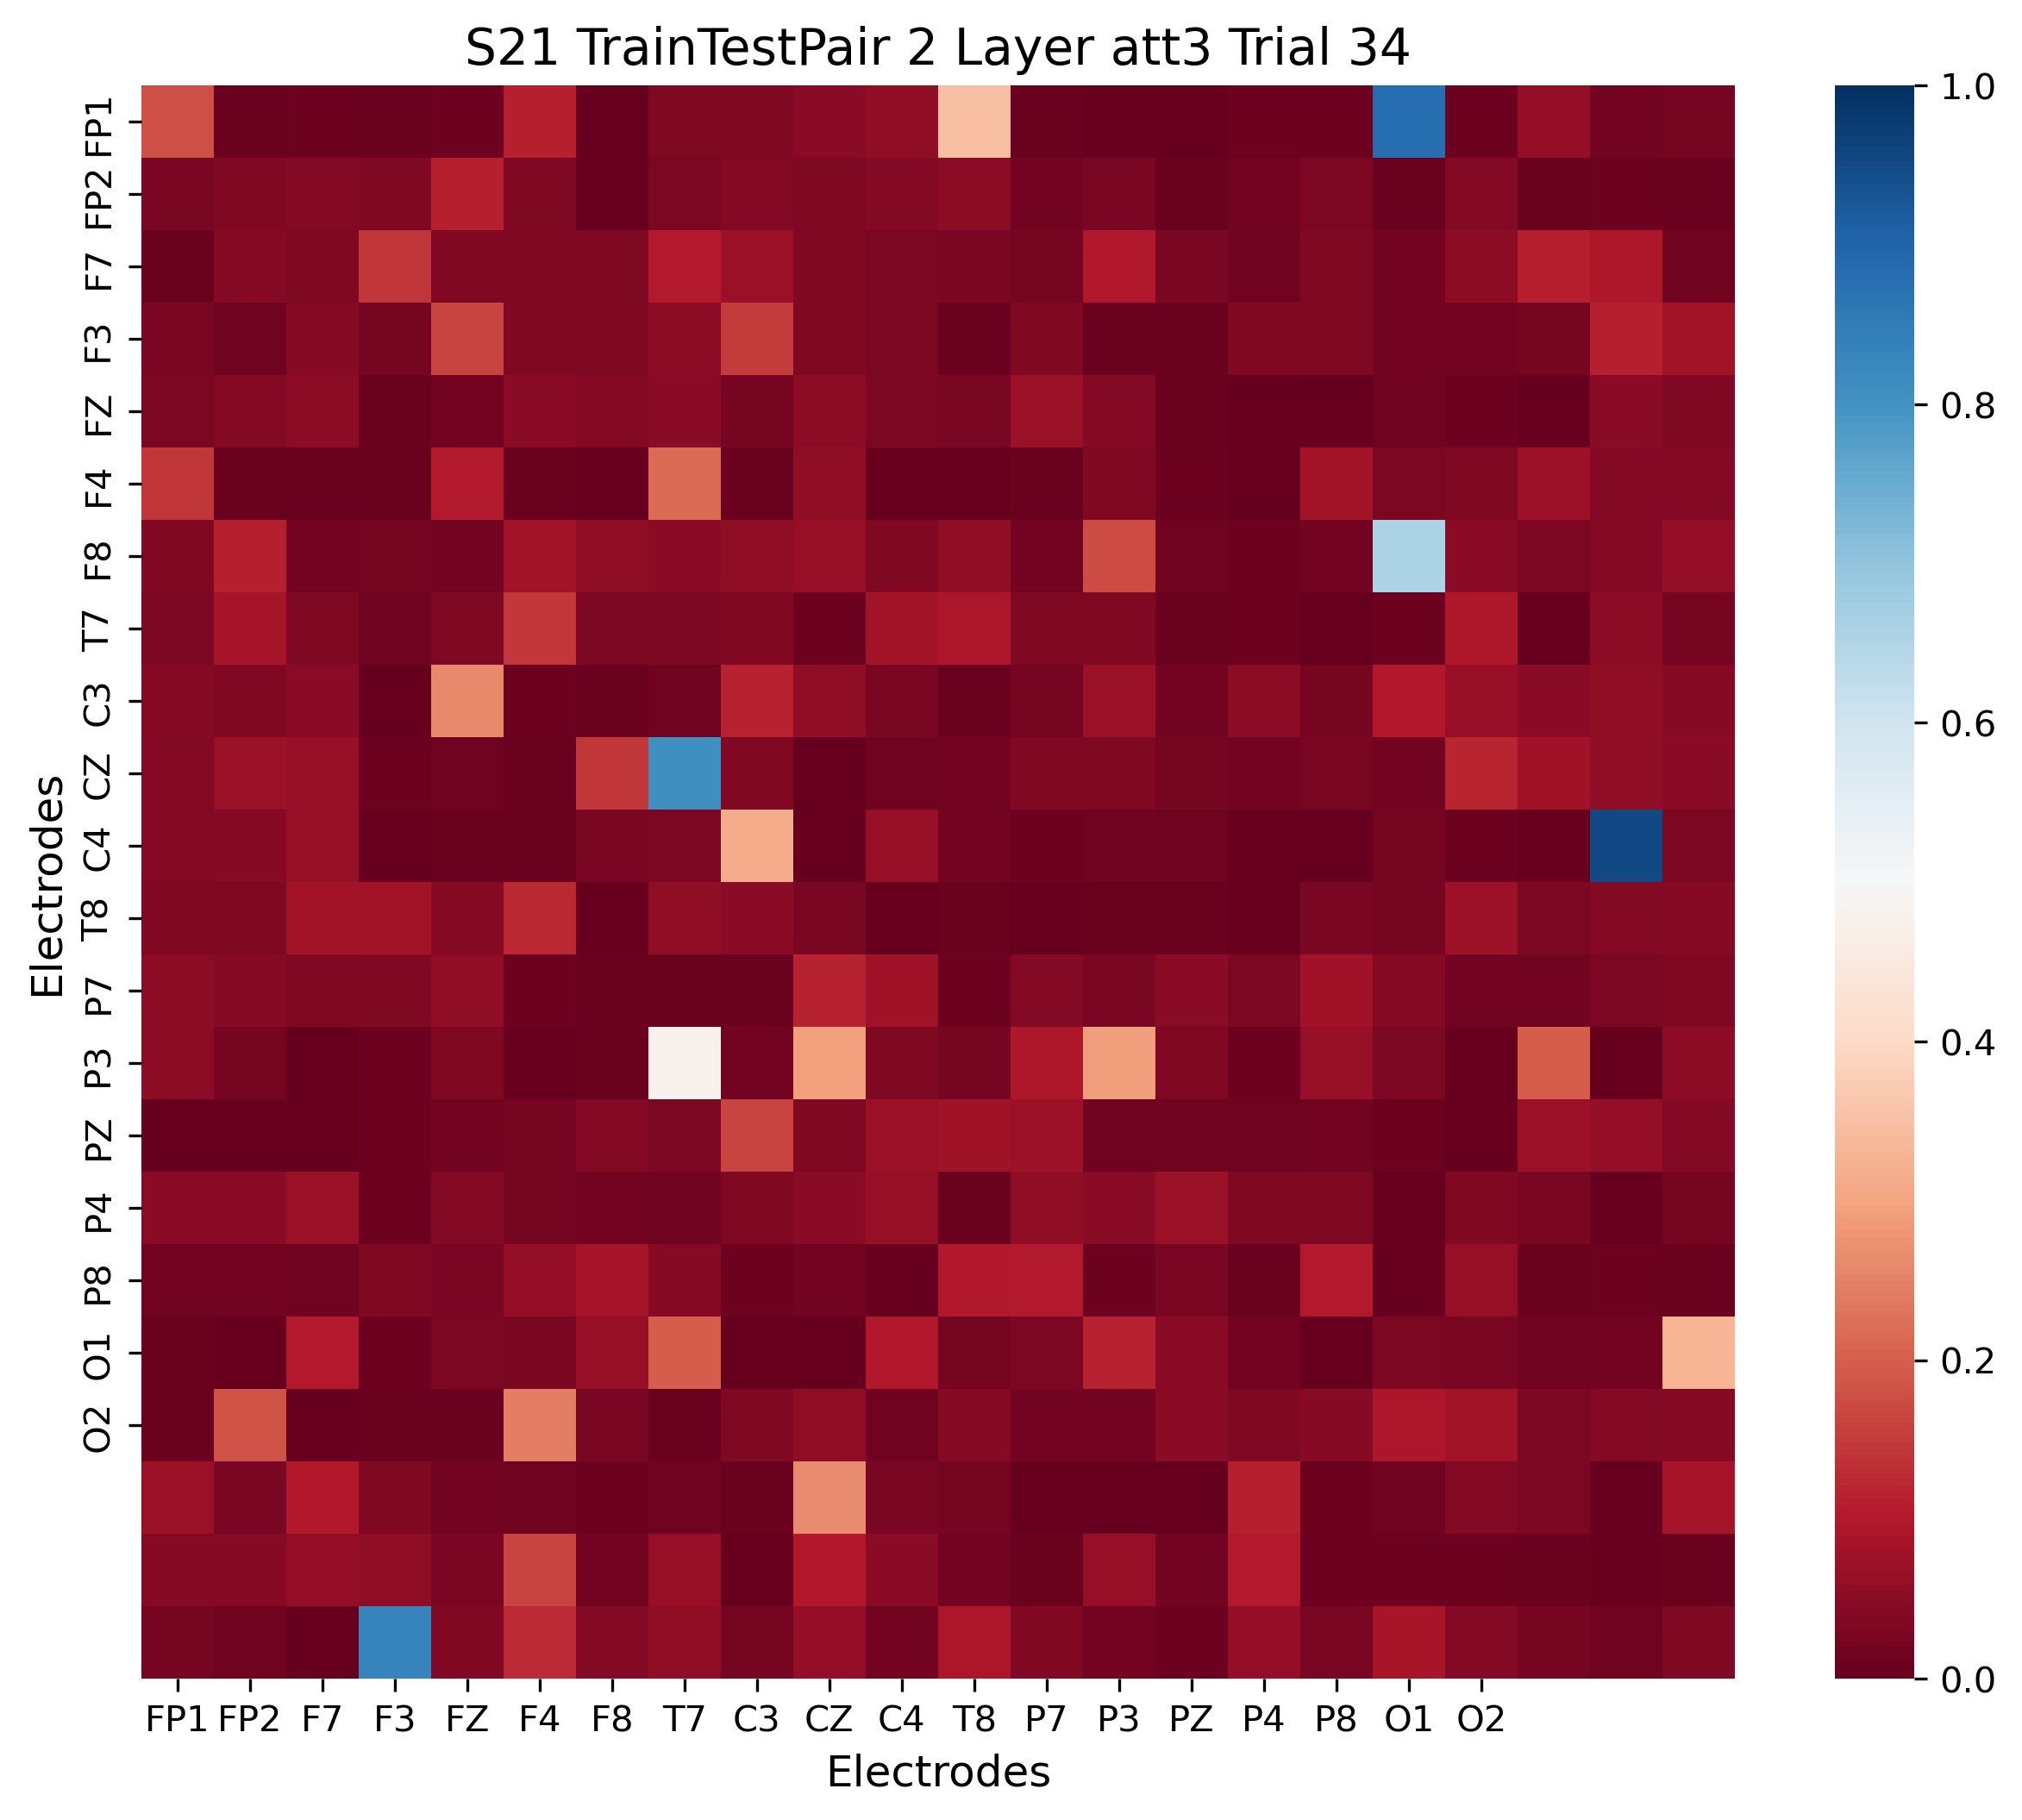 S21 TrainTestPair 2 Layer att3 Trial 34
Electrodes
FP1
FP2
F7
F3
FZ
F4
F8
T7
C3
CZ
C4
T8
P7
P3
PZ
P4
P8
O1
O2
FP1 FP2 F7 F3 FZ F4 F8 T7 C3 CZ C4 T8 P7 P3 PZ P4 P8 O1 O2
Electrodes
1.0
0.8
0.6
0.4
0.2
0.0